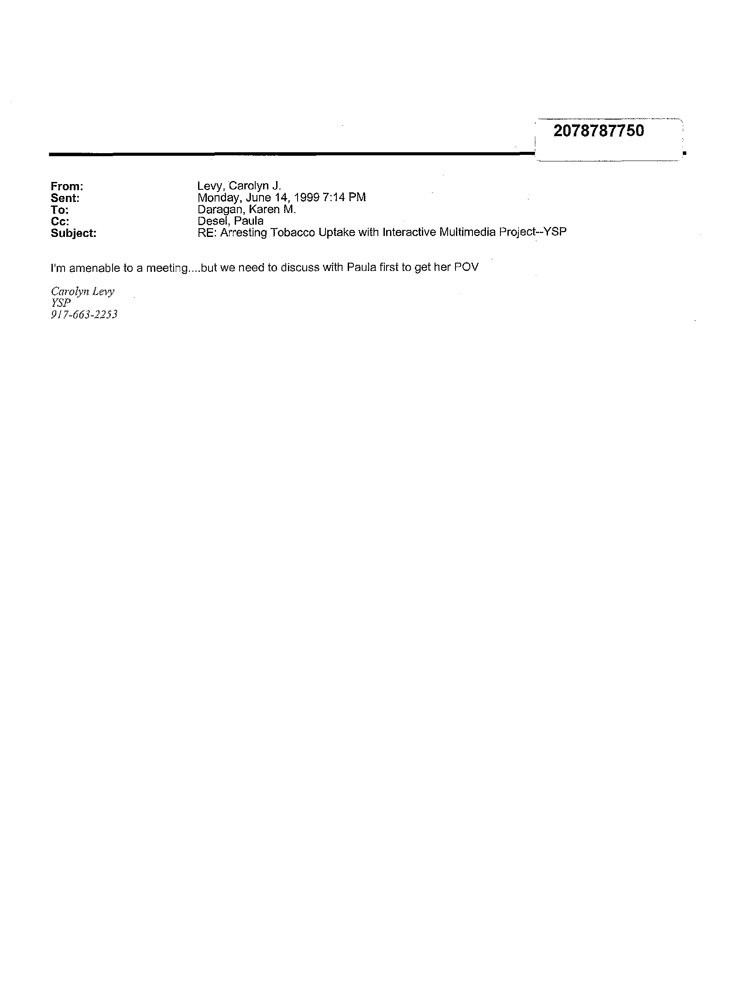 2078787750
From: Levy, Carolyn J.
Sent: Monday, June 14, 1999 7:14 PM
To: Daragan, Karen M.
Cc: Desel, Paula
Subject: RE: Arresting Tobacco Uptake with Interactive Multimedia Project--YSP
I'm amenable to a meeting....but we need to discuss with Paula first to get her POV
Carolyn Levy
YSP
917-663-2253